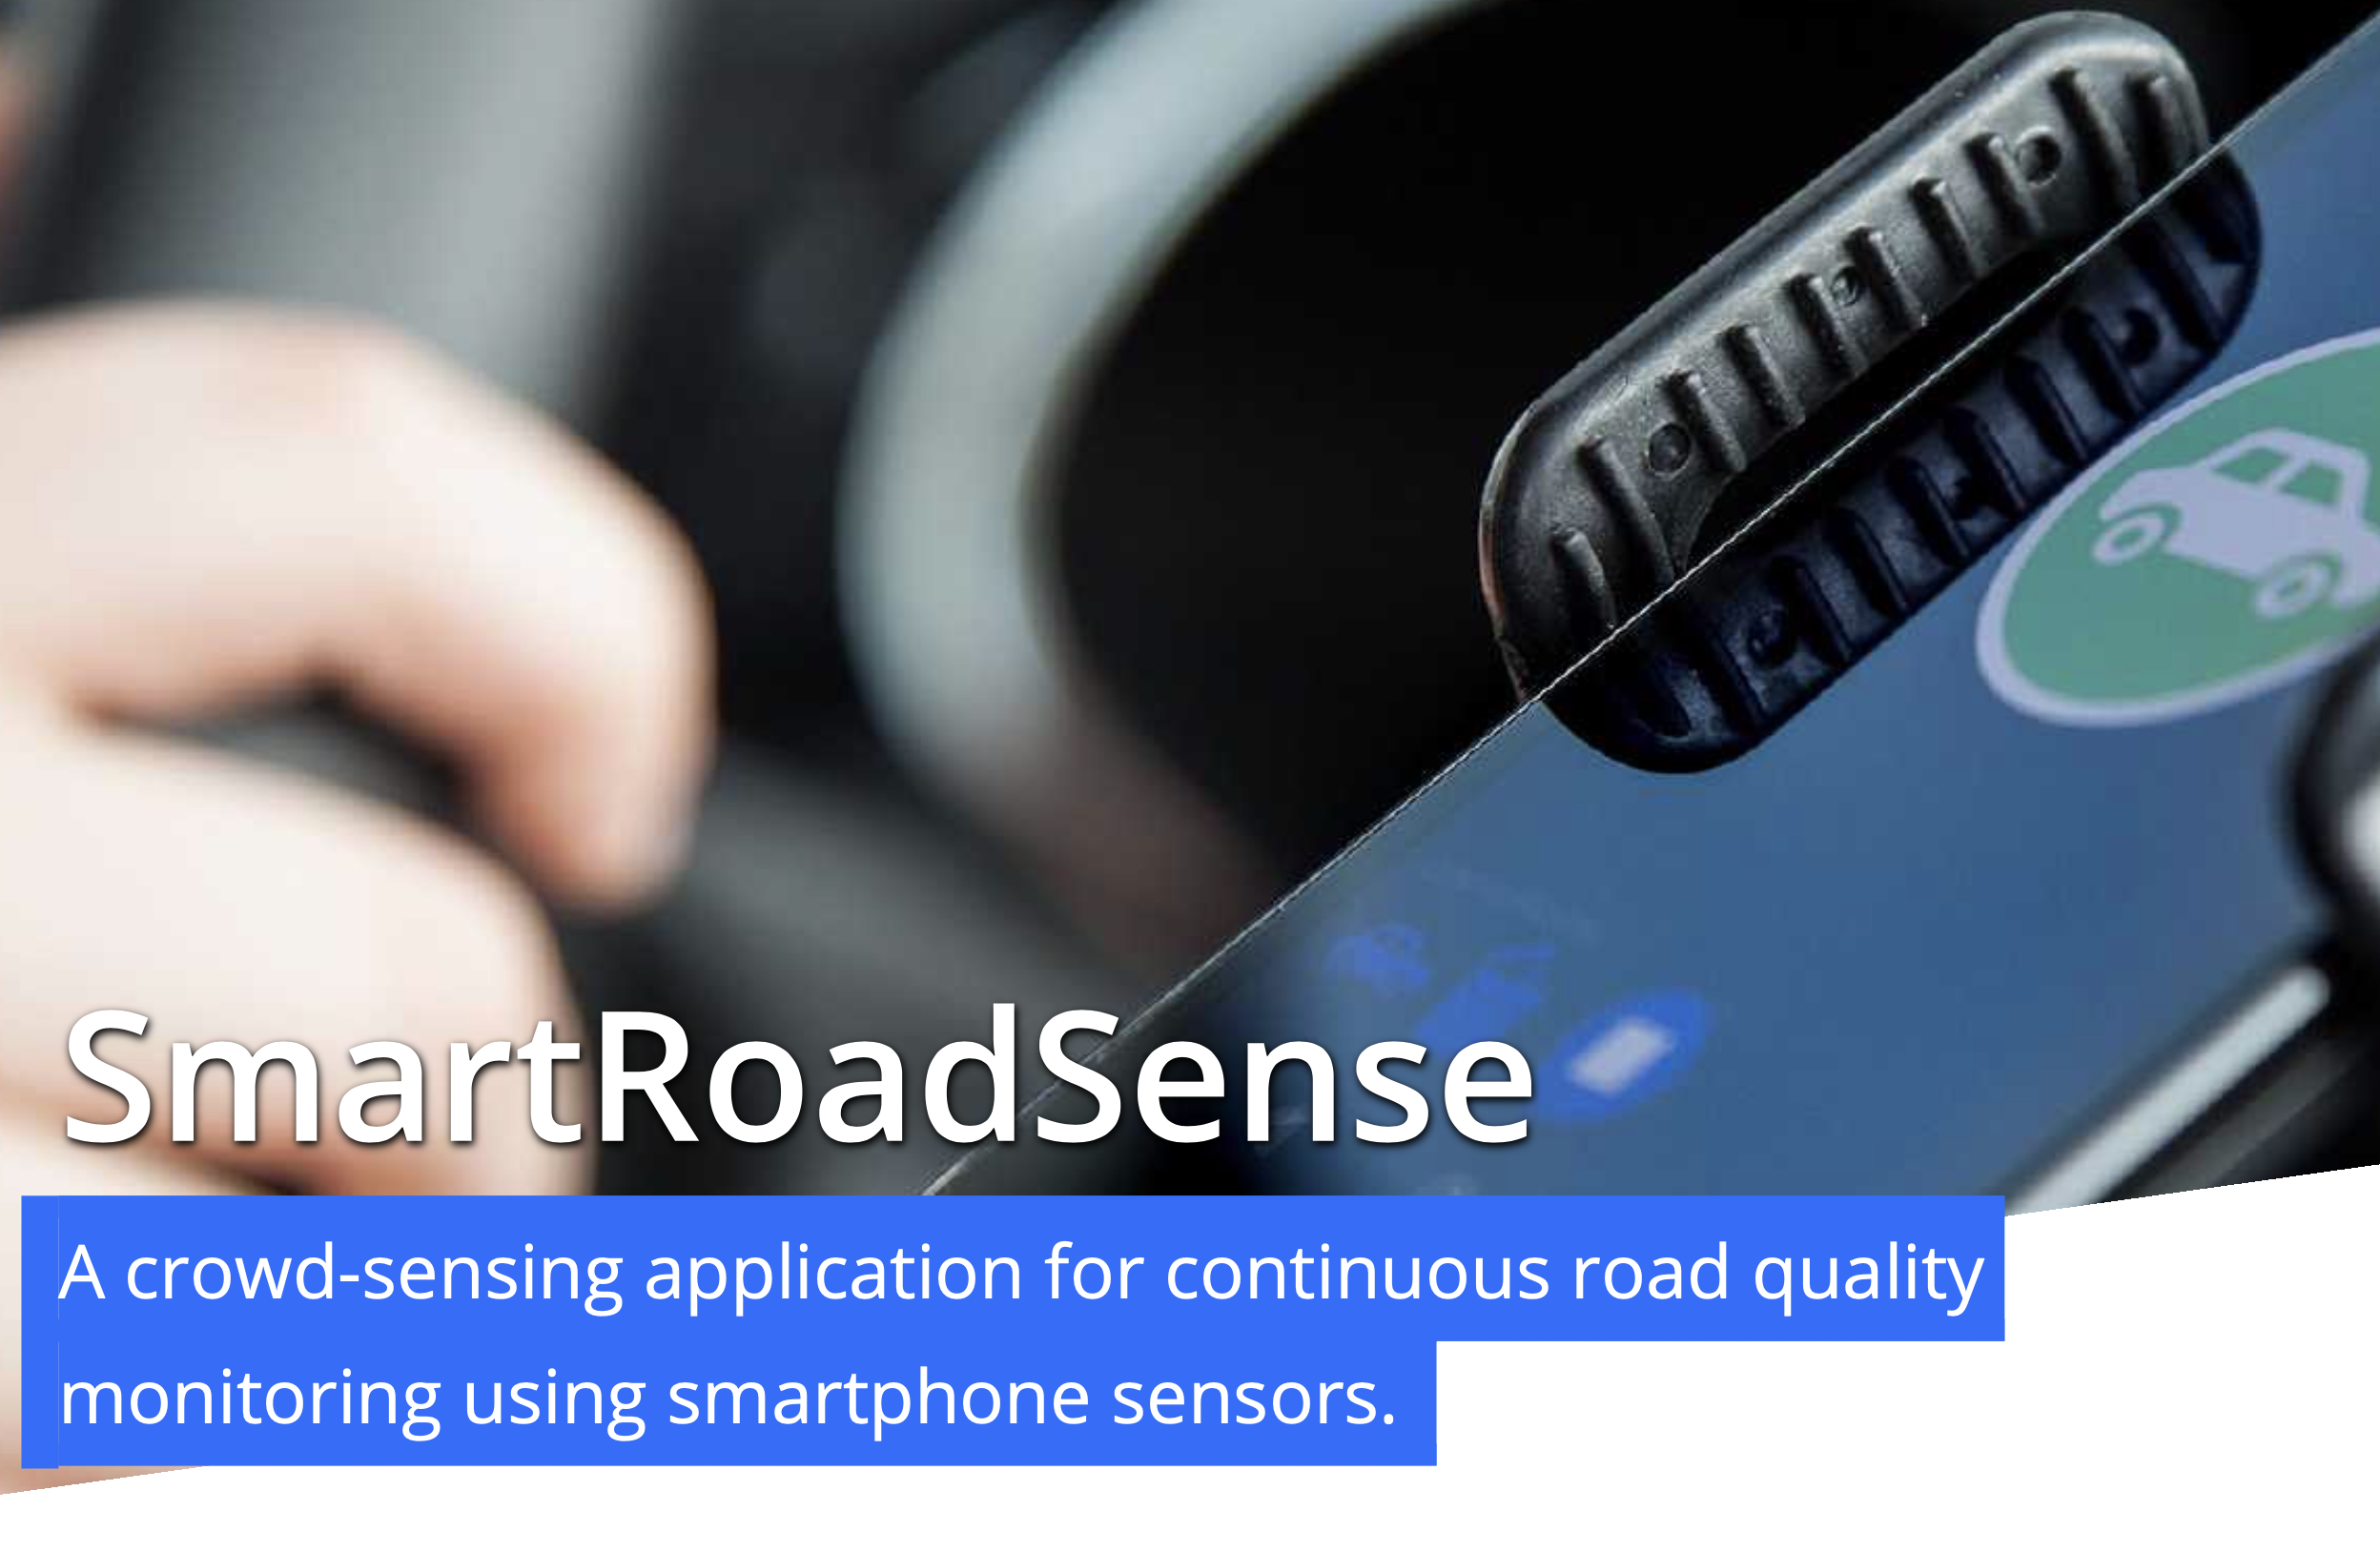 SmartRoadSense
A crowd-sensing application for continuous road quality
monitoring using smartphone sensors.